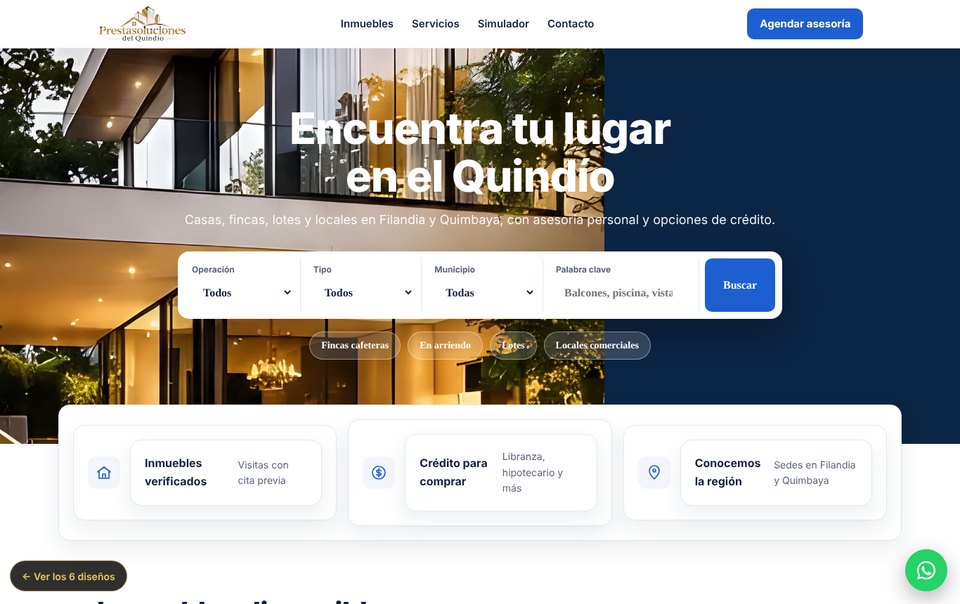 Prestasoluciones
del Quindío
Inmuebles Servicios Simulador Contacto
Agendar asesoría
Encuentra tu lugar
en el Quindío
Casas, fincas, lotes y locales en Filandia y Quimbaya, con asesoría personal y opciones de crédito.
Operación Tipo Municipio Palabra clave
Todos Todos Todas Balcones, piscina, vista
Buscar
Fincas cafeteras En arriendo Lotes Locales comerciales
Inmuebles
verificados
Visitas con
cita previa
Crédito para
comprar
Libranza,
hipotecario y
más
Conocemos
la región
Sedes en Filandia
y Quimbaya
← Ver los 6 diseños